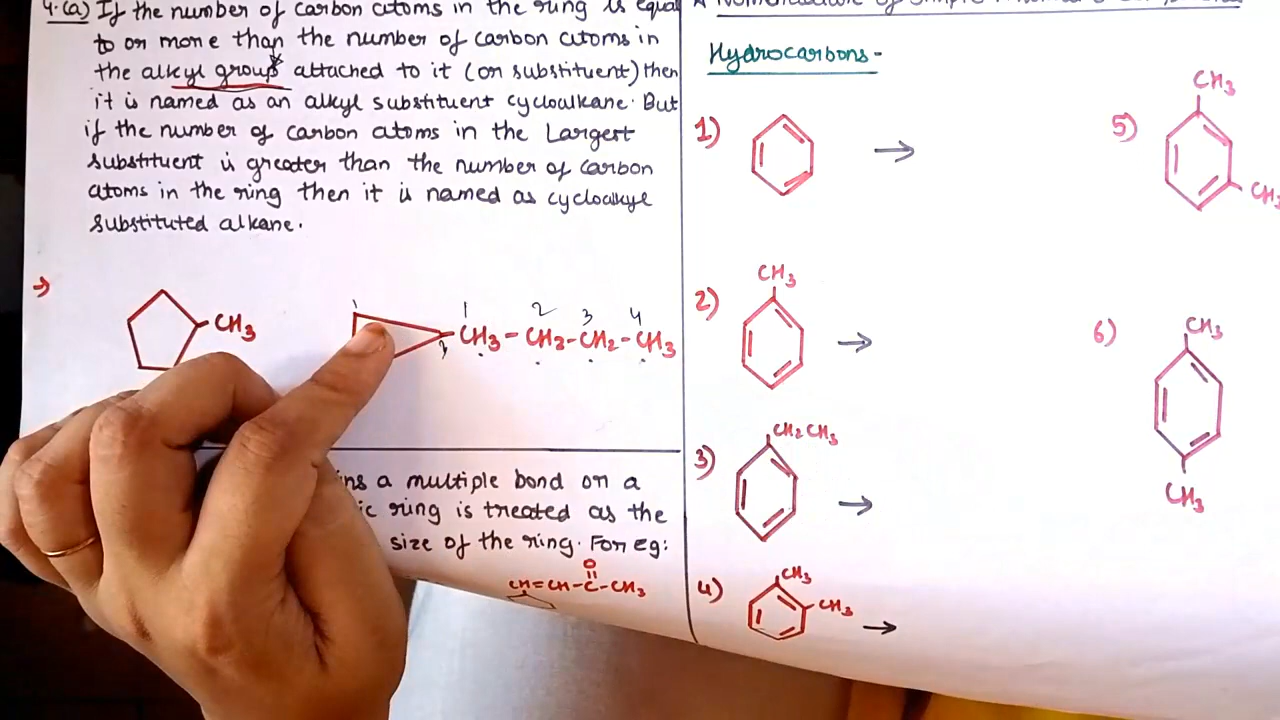 4.(a) If the number of carbon atoms in the ring is equal
to or more than the number of carbon atoms in
the alkyl group attached to it (or substituent) then
it is named as an alkyl substituent cycloalkane. But
if the number of carbon atoms in the Largest
substituent is greater than the number of carbon
atoms in the ring then it is named as cycloalkyl
substituted alkane.
→
CH3
1 2 3 4
CH3-CH2-CH2-CH3
3
a multiple bond on a
ring is treated as the
size of the ring. For eg:
O
CH=CH-C-CH3
Hydrocarbons-
1) →
2) CH3 →
3) CH2CH3 →
4) CH3
CH3 →
5) CH3
CH3
6) CH3
CH3